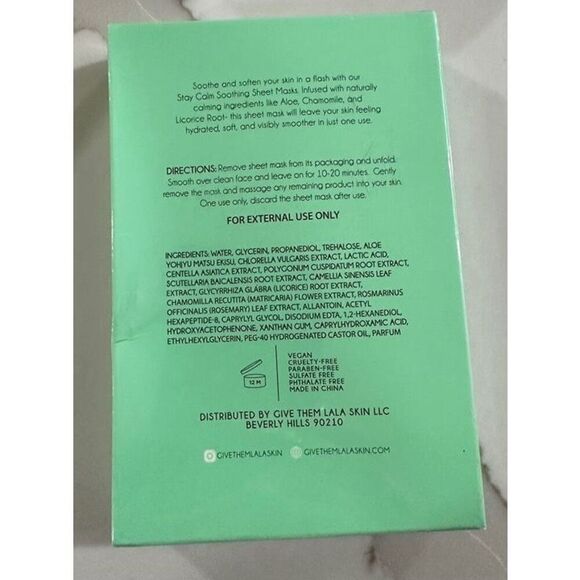 Soothe and soften your skin in a flash with our
Stay Calm Soothing Sheet Masks. Infused with naturally
calming ingredients like Aloe, Chamomile, and
Licorice Root- this sheet mask will leave your skin feeling
hydrated, soft, and visibly smoother in just one use.
DIRECTIONS: Remove sheet mask from its packaging and unfold.
Smooth over clean face and leave on for 10-20 minutes. Gently
remove the mask and massage any remaining product into your skin.
One use only, discard the sheet mask after use.
FOR EXTERNAL USE ONLY
INGREDIENTS: WATER, GLYCERIN, PROPANEDIOL, TREHALOSE, ALOE
YOHJYU MATSU EKISU, CHLORELLA VULGARIS EXTRACT, LACTIC ACID,
CENTELLA ASIATICA EXTRACT, POLYGONUM CUSPIDATUM ROOT EXTRACT,
SCUTELLARIA BAICALENSIS ROOT EXTRACT, CAMELLIA SINENSIS LEAF
EXTRACT, GLYCYRRHIZA GLABRA (LICORICE) ROOT EXTRACT,
CHAMOMILLA RECUTITA (MATRICARIA) FLOWER EXTRACT, ROSMARINUS
OFFICINALIS (ROSEMARY) LEAF EXTRACT, ALLANTOIN, ACETYL
HEXAPEPTIDE-8, CAPRYLYL GLYCOL, DISODIUM EDTA, 1,2-HEXANEDIOL,
HYDROXYACETOPHENONE, XANTHAN GUM, CAPRYLHYDROXAMIC ACID,
ETHYLHEXYLGLYCERIN, PEG-40 HYDROGENATED CASTOR OIL, PARFUM
12 M
VEGAN
CRUELTY-FREE
PARABEN-FREE
SULFATE FREE
PHTHALATE FREE
MADE IN CHINA
DISTRIBUTED BY GIVE THEM LALA SKIN LLC
BEVERLY HILLS 90210
GIVETHEMLALASKIN GIVETHEMLALASKIN.COM